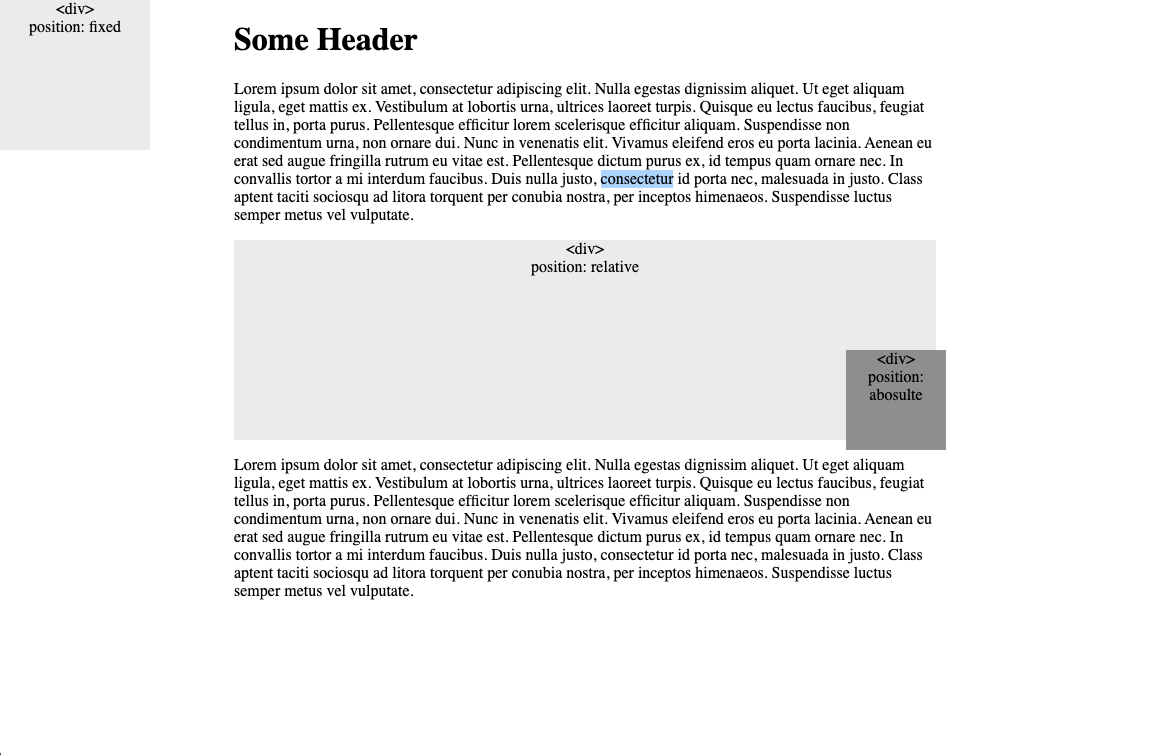 <div>
position: fixed
Some Header
Lorem ipsum dolor sit amet, consectetur adipiscing elit. Nulla egestas dignissim aliquet. Ut eget aliquam
ligula, eget mattis ex. Vestibulum at lobortis urna, ultrices laoreet turpis. Quisque eu lectus faucibus, feugiat
tellus in, porta purus. Pellentesque efficitur lorem scelerisque efficitur aliquam. Suspendisse non
condimentum urna, non ornare dui. Nunc in venenatis elit. Vivamus eleifend eros eu porta lacinia. Aenean eu
erat sed augue fringilla rutrum eu vitae est. Pellentesque dictum purus ex, id tempus quam ornare nec. In
convallis tortor a mi interdum faucibus. Duis nulla justo, consectetur id porta nec, malesuada in justo. Class
aptent taciti sociosqu ad litora torquent per conubia nostra, per inceptos himenaeos. Suspendisse luctus
semper metus vel vulputate.
<div>
position: relative
<div>
position:
abosulte
Lorem ipsum dolor sit amet, consectetur adipiscing elit. Nulla egestas dignissim aliquet. Ut eget aliquam
ligula, eget mattis ex. Vestibulum at lobortis urna, ultrices laoreet turpis. Quisque eu lectus faucibus, feugiat
tellus in, porta purus. Pellentesque efficitur lorem scelerisque efficitur aliquam. Suspendisse non
condimentum urna, non ornare dui. Nunc in venenatis elit. Vivamus eleifend eros eu porta lacinia. Aenean eu
erat sed augue fringilla rutrum eu vitae est. Pellentesque dictum purus ex, id tempus quam ornare nec. In
convallis tortor a mi interdum faucibus. Duis nulla justo, consectetur id porta nec, malesuada in justo. Class
aptent taciti sociosqu ad litora torquent per conubia nostra, per inceptos himenaeos. Suspendisse luctus
semper metus vel vulputate.